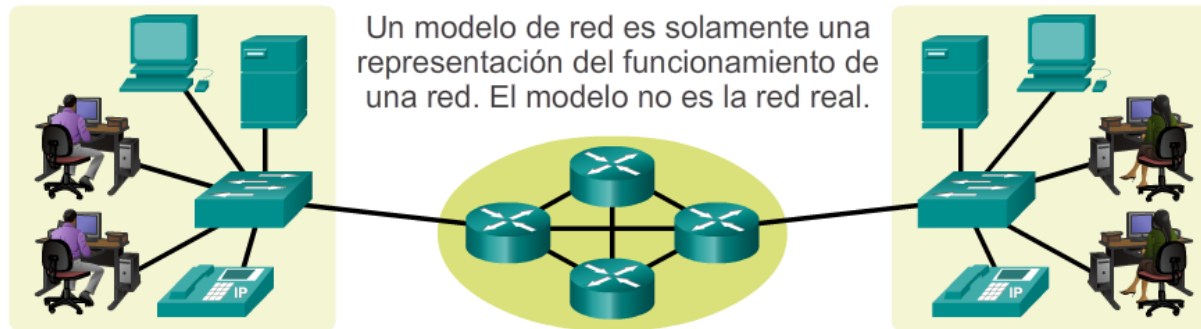 Un modelo de red es solamente una
representación del funcionamiento de
una red. El modelo no es la red real.
IP
IP